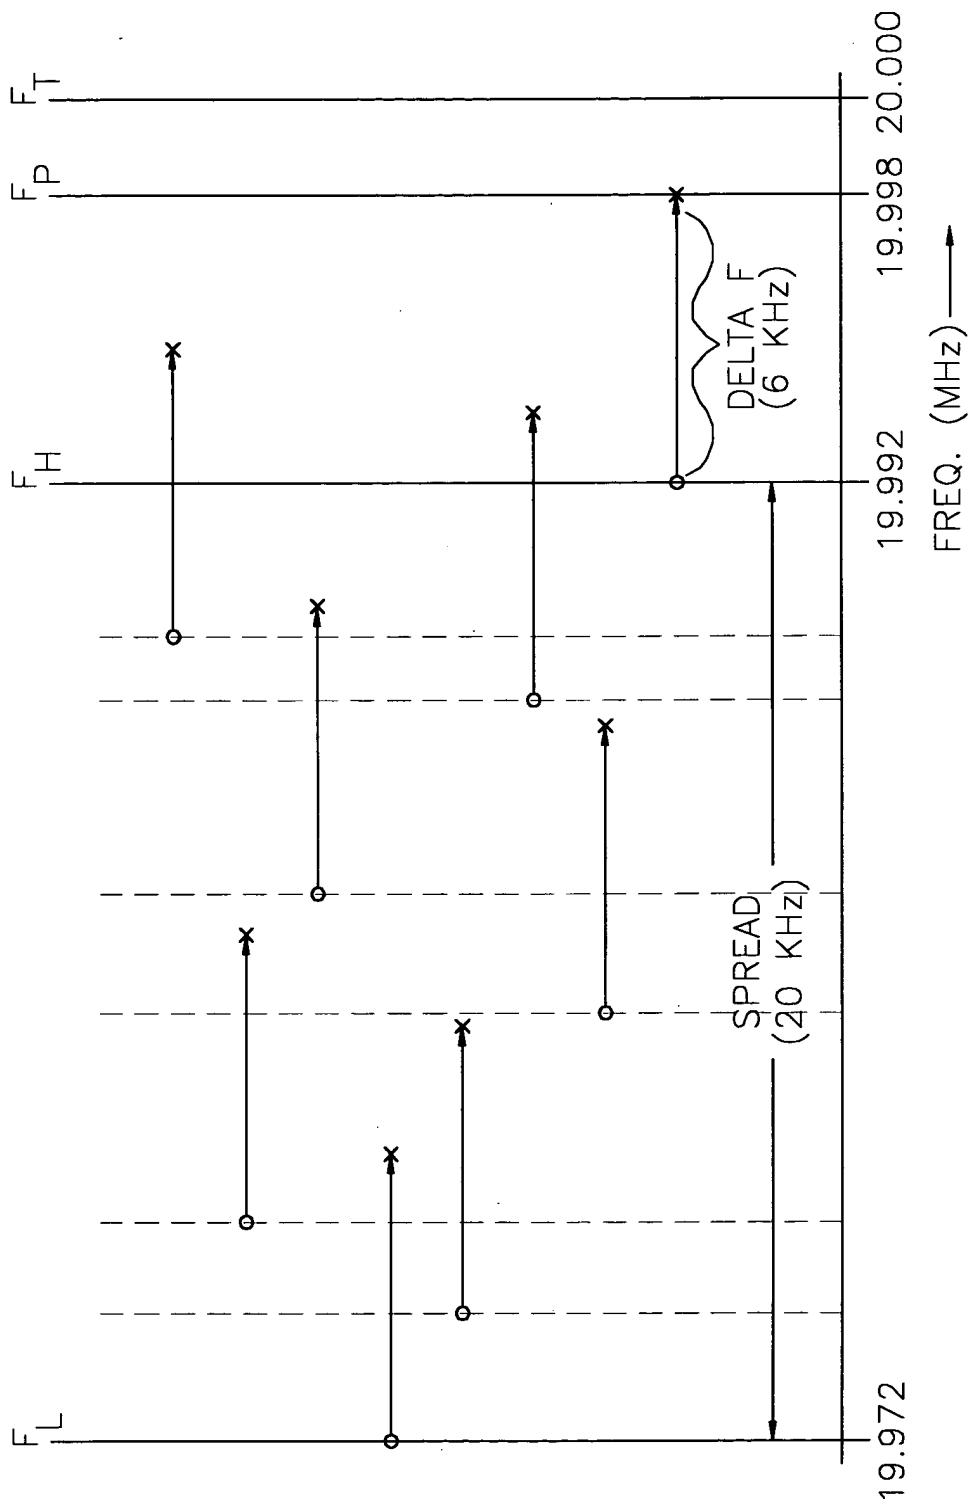 F_L
F_H
F_P
F_T
DELTA F
(6 KHz)
SPREAD
(20 KHz)
19.972
19.992
19.998
20.000
FREQ. (MHz)